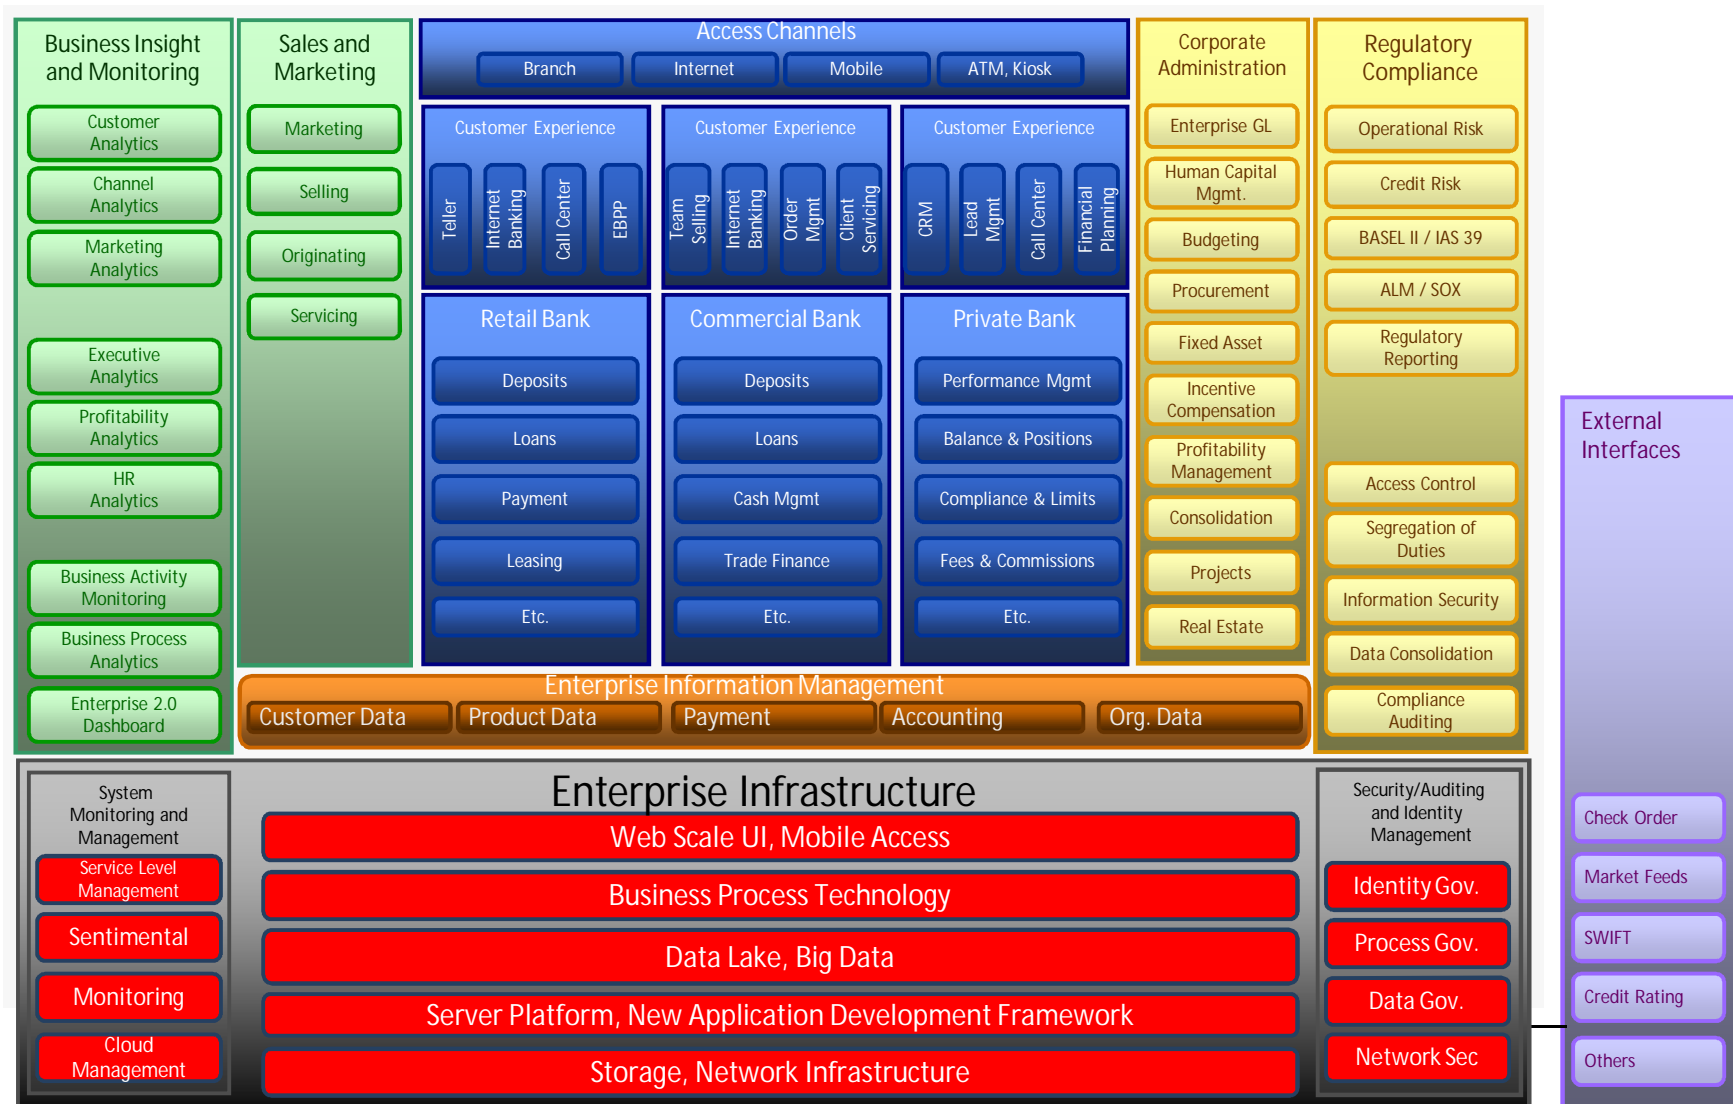 Business Insight
and Monitoring
Customer
Analytics
Channel
Analytics
Marketing
Analytics
Executive
Analytics
Profitability
Analytics
HR
Analytics
Business Activity
Monitoring
Business Process
Analytics
Enterprise 2.0
Dashboard
Sales and
Marketing
Marketing
Selling
Originating
Servicing
Access Channels
Branch
Internet
Mobile
ATM, Kiosk
Customer Experience
Teller
Internet
Banking
Call Center
EBPP
Customer Experience
Team
Selling
Internet
Banking
Order
Mgmt
Client
Servicing
Customer Experience
CRM
Lead
Mgmt
Call Center
Financial
Planning
Retail Bank
Deposits
Loans
Payment
Leasing
Etc.
Commercial Bank
Deposits
Loans
Cash Mgmt
Trade Finance
Etc.
Private Bank
Performance Mgmt
Balance & Positions
Compliance & Limits
Fees & Commissions
Etc.
Corporate
Administration
Enterprise GL
Human Capital
Mgmt.
Budgeting
Procurement
Fixed Asset
Incentive
Compensation
Profitability
Management
Consolidation
Projects
Real Estate
Regulatory
Compliance
Operational Risk
Credit Risk
BASEL II / IAS 39
ALM / SOX
Regulatory
Reporting
Access Control
Segregation of
Duties
Information Security
Data Consolidation
Compliance
Auditing
Enterprise Information Management
Customer Data
Product Data
Payment
Accounting
Org. Data
System
Monitoring and
Management
Service Level
Management
Sentimental
Monitoring
Cloud
Management
Enterprise Infrastructure
Web Scale UI, Mobile Access
Business Process Technology
Data Lake, Big Data
Server Platform, New Application Development Framework
Storage, Network Infrastructure
Security/Auditing
and Identity
Management
Identity Gov.
Process Gov.
Data Gov.
Network Sec
External
Interfaces
Check Order
Market Feeds
SWIFT
Credit Rating
Others